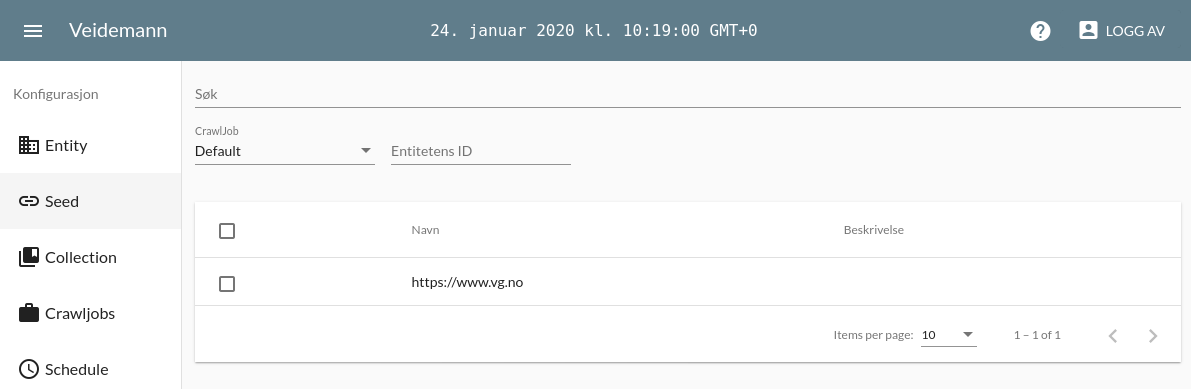 Veidemann
24. januar 2020 kl. 10:19:00 GMT+0
LOGG AV
Konfigurasjon
Entity
Seed
Collection
Crawljobs
Schedule
Søk
CrawlJob
Default
Entitetens ID
Navn
Beskrivelse
https://www.vg.no
Items per page: 10
1 – 1 of 1